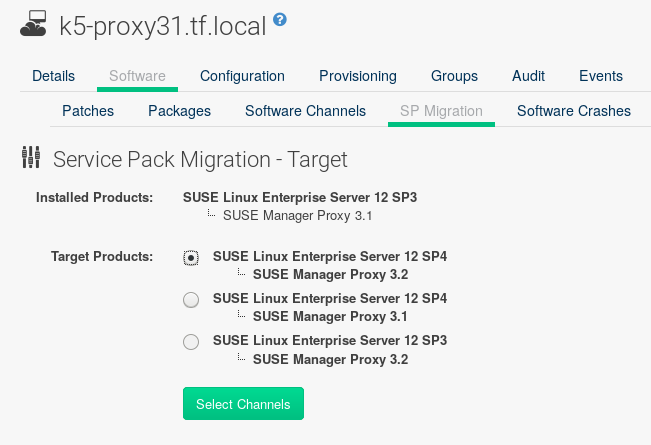 k5-proxy31.tf.local ?
Details Software Configuration Provisioning Groups Audit Events
Patches Packages Software Channels SP Migration Software Crashes
Service Pack Migration - Target
Installed Products: SUSE Linux Enterprise Server 12 SP3
SUSE Manager Proxy 3.1
Target Products: SUSE Linux Enterprise Server 12 SP4
SUSE Manager Proxy 3.2
SUSE Linux Enterprise Server 12 SP4
SUSE Manager Proxy 3.1
SUSE Linux Enterprise Server 12 SP3
SUSE Manager Proxy 3.2
Select Channels